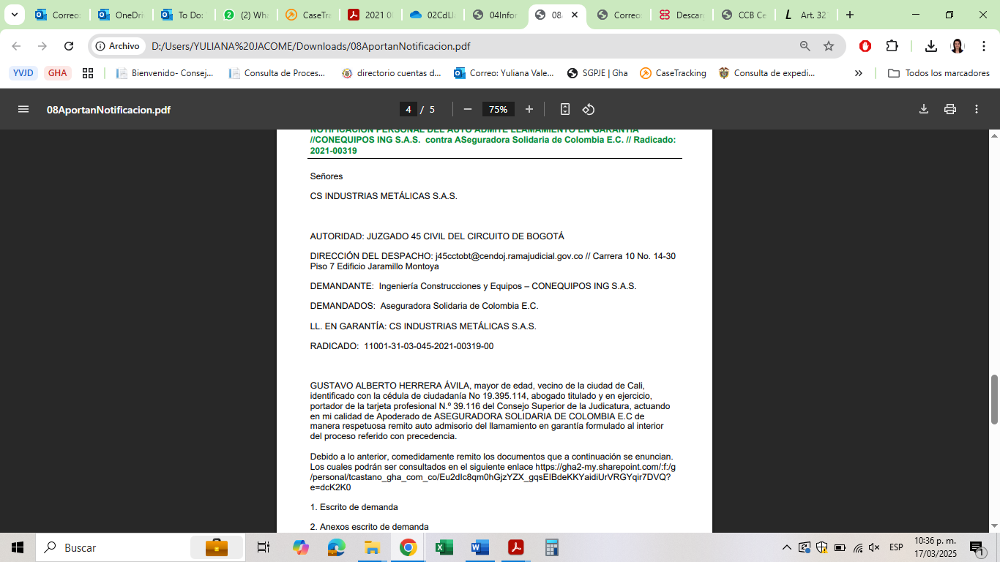 Correo:
OneDri
To Do:
(2) Wha
CaseTra
2021 00
02CdLl
04Infor
08
Correo:
Descar
CCB Ce
Art. 32
Archivo
D:/Users/YULIANA%20JACOME/Downloads/08AportanNotificacion.pdf
YVJD
GHA
Bienvenido- Consej...
Consulta de Proces...
directorio cuentas d...
Correo: Yuliana Vale...
SGPJE | Gha
CaseTracking
Consulta de expedi...
Todos los marcadores
08AportanNotificacion.pdf
4 / 5
75%
NOTIFICACIÓN PERSONAL DEL AUTO ADMITE LLAMAMIENTO EN GARANTÍA
//CONEQUIPOS ING S.A.S. contra ASeguradora Solidaria de Colombia E.C. // Radicado:
2021-00319
Señores
CS INDUSTRIAS METÁLICAS S.A.S.
AUTORIDAD: JUZGADO 45 CIVIL DEL CIRCUITO DE BOGOTÁ
DIRECCIÓN DEL DESPACHO: j45cctobt@cendoj.ramajudicial.gov.co // Carrera 10 No. 14-30
Piso 7 Edificio Jaramillo Montoya
DEMANDANTE: Ingeniería Construcciones y Equipos – CONEQUIPOS ING S.A.S.
DEMANDADOS: Aseguradora Solidaria de Colombia E.C.
LL. EN GARANTÍA: CS INDUSTRIAS METÁLICAS S.A.S.
RADICADO: 11001-31-03-045-2021-00319-00
GUSTAVO ALBERTO HERRERA ÁVILA, mayor de edad, vecino de la ciudad de Cali,
identificado con la cédula de ciudadanía No 19.395.114, abogado titulado y en ejercicio,
portador de la tarjeta profesional N.º 39.116 del Consejo Superior de la Judicatura, actuando
en mi calidad de Apoderado de ASEGURADORA SOLIDARIA DE COLOMBIA E.C de
manera respetuosa remito auto admisorio del llamamiento en garantía formulado al interior
del proceso referido con precedencia.
Debido a lo anterior, comedidamente remito los documentos que a continuación se enuncian.
Los cuales podrán ser consultados en el siguiente enlace https://gha2-my.sharepoint.com/:f:/g
/personal/tcastano_gha_com_co/Eu2dIc8qm0hGjzYZX_gqsEIBdeKKYaidiUrVRGYqir7DVQ?
e=dcK2K0
1. Escrito de demanda
2. Anexos escrito de demanda
Buscar
ESP
10:36 p. m.
17/03/2025
1